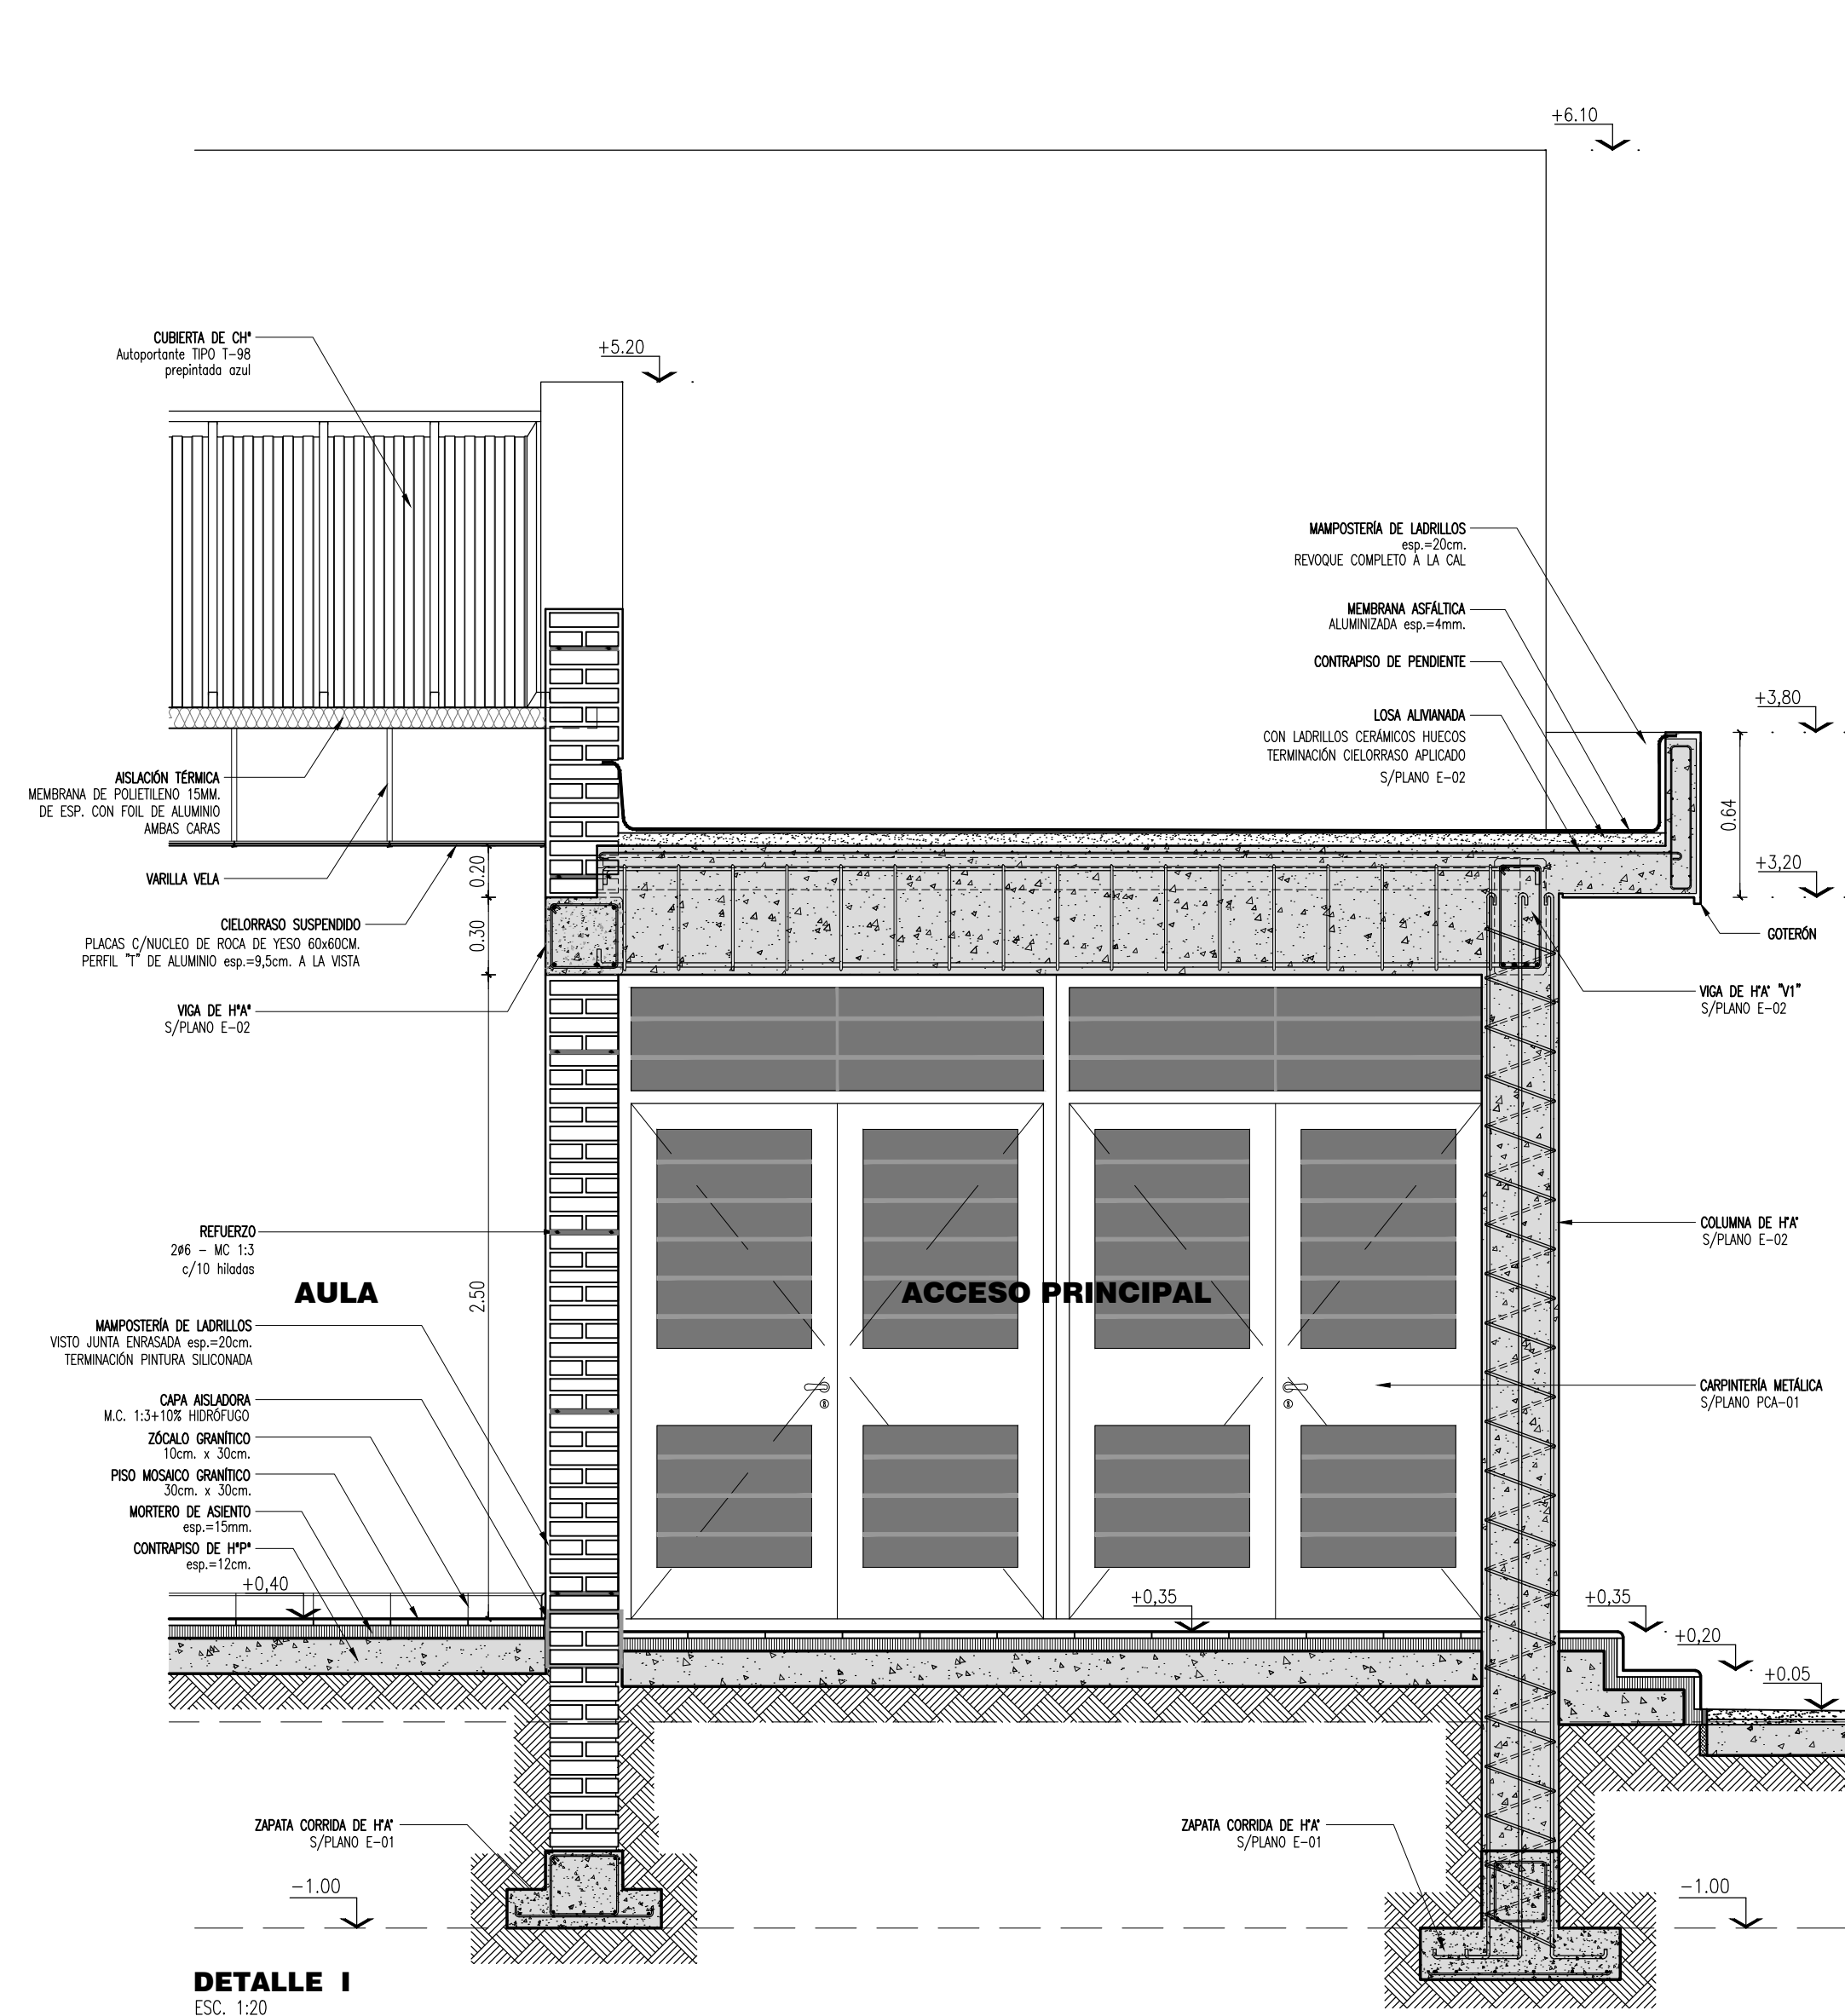 +6.10
+5.20
CUBIERTA DE CHª
Autoportante TIPO T-98
prepintada azul
MAMPOSTERÍA DE LADRILLOS
esp.=20cm.
REVOQUE COMPLETO A LA CAL
MEMBRANA ASFÁLTICA
ALUMINIZADA esp.=4mm.
CONTRAPISO DE PENDIENTE
LOSA ALIVIANADA
CON LADRILLOS CERÁMICOS HUECOS
TERMINACIÓN CIELORRASO APLICADO
S/PLANO E-02
+3,80
0.64
+3,20
GOTERÓN
AISLACIÓN TÉRMICA
MEMBRANA DE POLIETILENO 15MM.
DE ESP. CON FOIL DE ALUMINIO
AMBAS CARAS
VARILLA VELA
CIELORRASO SUSPENDIDO
PLACAS C/NUCLEO DE ROCA DE YESO 60x60CM.
PERFIL "T" DE ALUMINIO esp.=9,5cm. A LA VISTA
0.20
0.30
2.50
VIGA DE HªAª
S/PLANO E-02
VIGA DE HªAª "V1"
S/PLANO E-02
REFUERZO
2ø6 - MC 1:3
c/10 hiladas
COLUMNA DE HªAª
S/PLANO E-02
AULA
ACCESO PRINCIPAL
MAMPOSTERÍA DE LADRILLOS
VISTO JUNTA ENRASADA esp.=20cm.
TERMINACIÓN PINTURA SILICONADA
CARPINTERÍA METÁLICA
S/PLANO PCA-01
CAPA AISLADORA
M.C. 1:3+10% HIDRÓFUGO
ZÓCALO GRANÍTICO
10cm. x 30cm.
PISO MOSAICO GRANÍTICO
30cm. x 30cm.
MORTERO DE ASIENTO
esp.=15mm.
CONTRAPISO DE HªPª
esp.=12cm.
+0,40
+0,35
+0,35
+0,20
+0.05
ZAPATA CORRIDA DE HªAª
S/PLANO E-01
ZAPATA CORRIDA DE HªAª
S/PLANO E-01
-1.00
-1.00
DETALLE I
ESC. 1:20